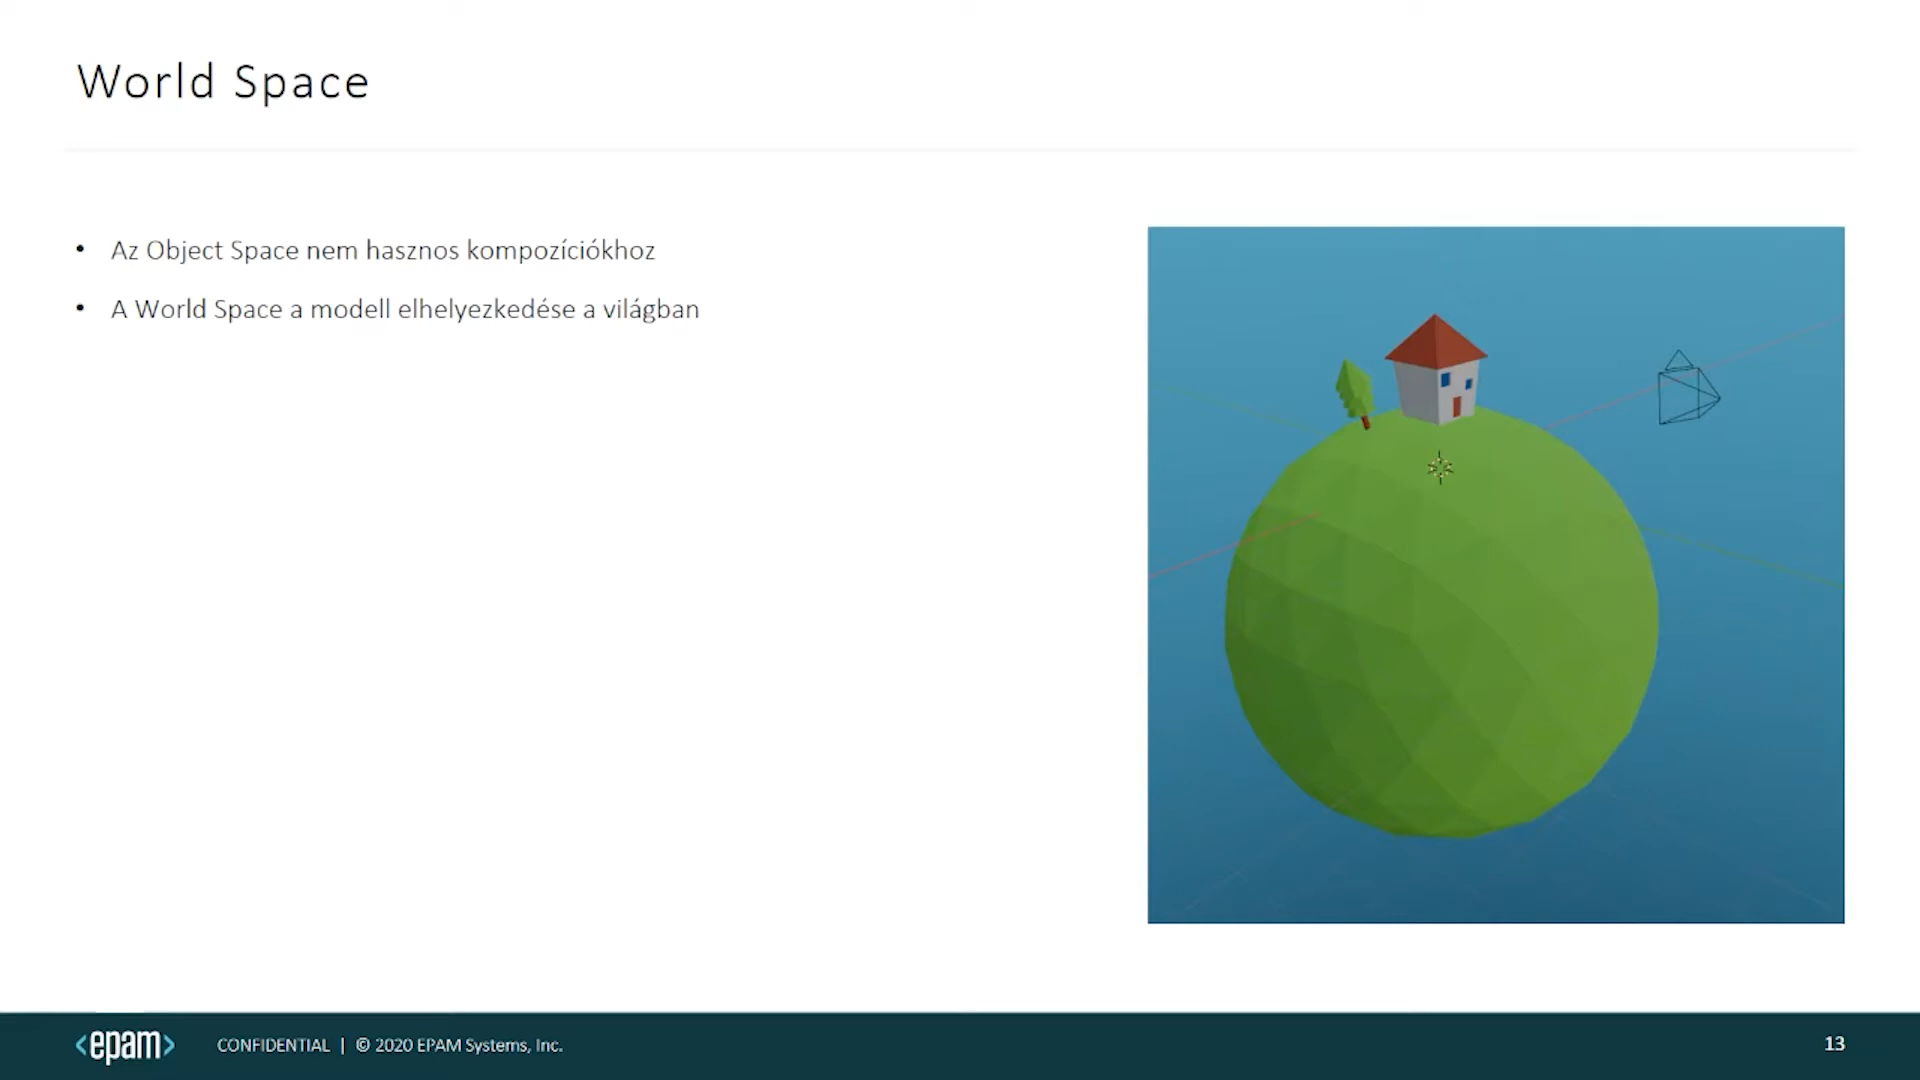 World Space
• Az Object Space nem hasznos kompozíciókhoz
• A World Space a modell elhelyezkedése a világban
<epam> CONFIDENTIAL | © 2020 EPAM Systems, Inc. 13